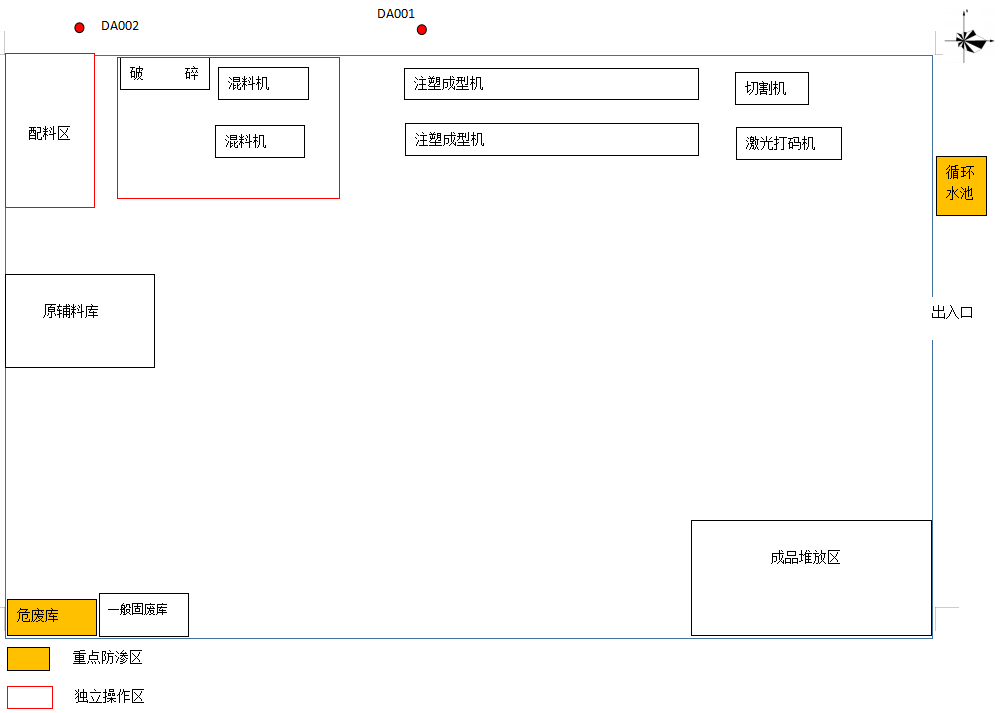 DA002
DA001
破 碎
混料机
注塑成型机
切割机
配料区
混料机
注塑成型机
激光打码机
循环
水池
原辅料库
出入口
成品堆放区
危废库
一般固废库
重点防渗区
独立操作区